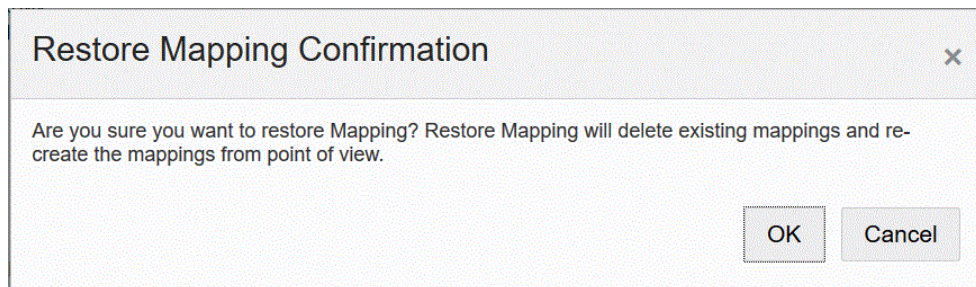 Restore Mapping Confirmation
×
Are you sure you want to restore Mapping? Restore Mapping will delete existing mappings and re-
create the mappings from point of view.
OK Cancel